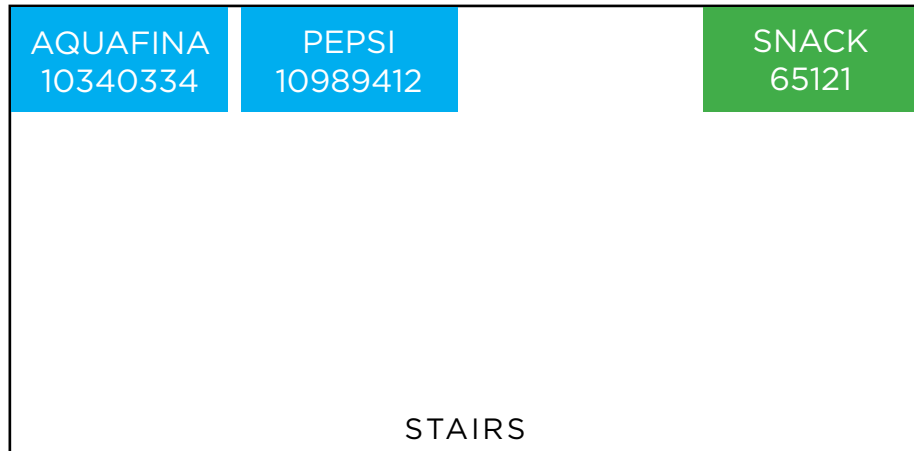 AQUAFINA
10340334
PEPSI
10989412
SNACK
65121
STAIRS